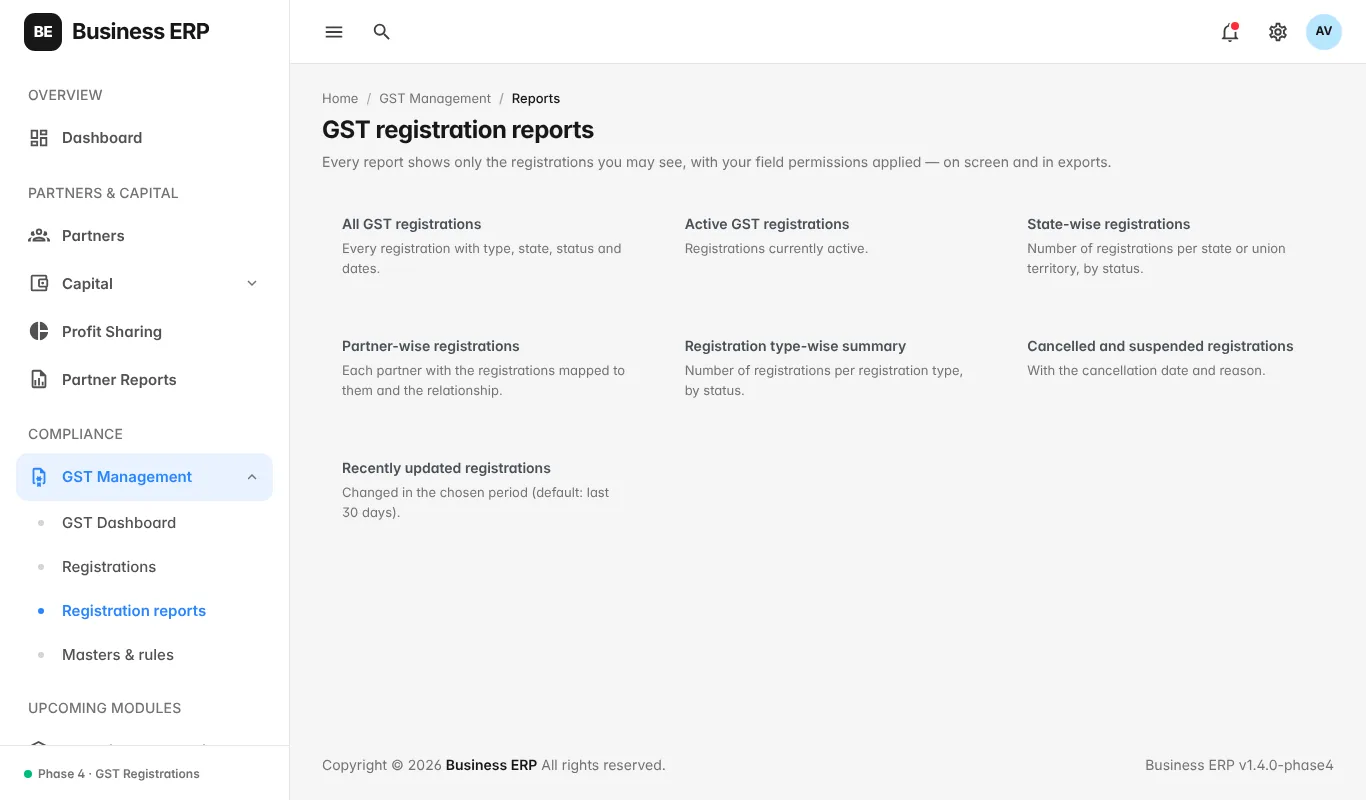 BE Business ERP
OVERVIEW
Dashboard
PARTNERS & CAPITAL
Partners
Capital
Profit Sharing
Partner Reports
COMPLIANCE
GST Management
GST Dashboard
Registrations
Registration reports
Masters & rules
UPCOMING MODULES
Phase 4 · GST Registrations
AV
Home / GST Management / Reports
GST registration reports
Every report shows only the registrations you may see, with your field permissions applied — on screen and in exports.
All GST registrations
Every registration with type, state, status and
dates.
Active GST registrations
Registrations currently active.
State-wise registrations
Number of registrations per state or union
territory, by status.
Partner-wise registrations
Each partner with the registrations mapped to
them and the relationship.
Registration type-wise summary
Number of registrations per registration type,
by status.
Cancelled and suspended registrations
With the cancellation date and reason.
Recently updated registrations
Changed in the chosen period (default: last
30 days).
Copyright © 2026 Business ERP All rights reserved.
Business ERP v1.4.0-phase4